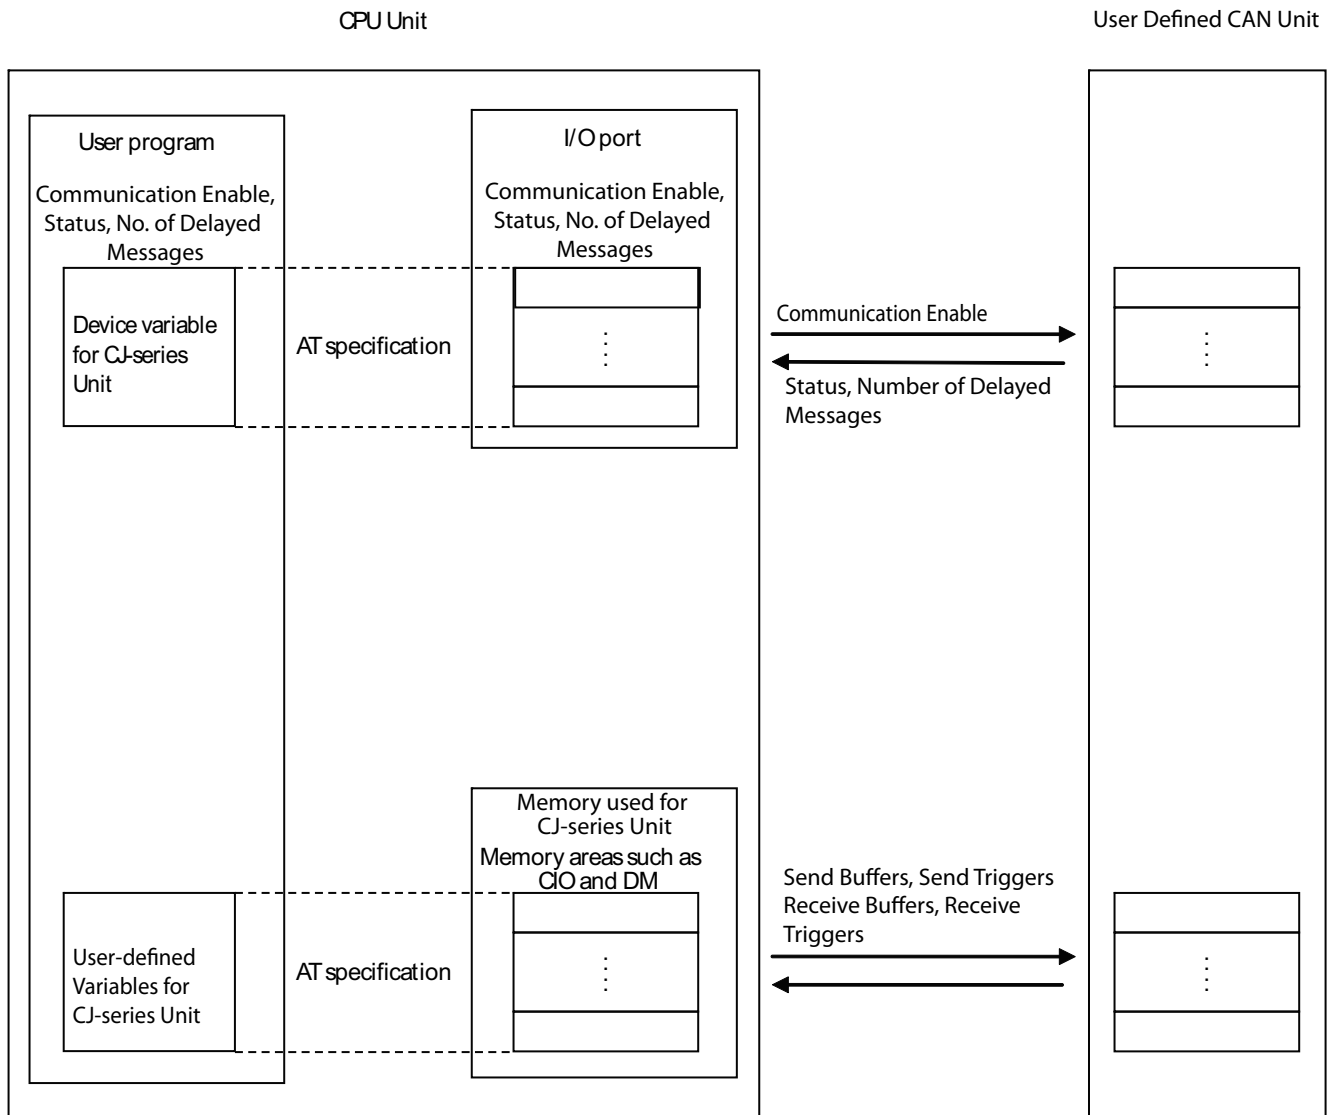 CPU Unit
User Defined CAN Unit
User program
Communication Enable,
Status, No. of Delayed
Messages
Device variable
for CJ-series
Unit
AT specification
I/O port
Communication Enable,
Status, No. of Delayed
Messages
Communication Enable
Status, Number of Delayed
Messages
User-defined
Variables for
CJ-series Unit
AT specification
Memory used for
CJ-series Unit
Memory areas such as
CIO and DM
Send Buffers, Send Triggers
Receive Buffers, Receive
Triggers